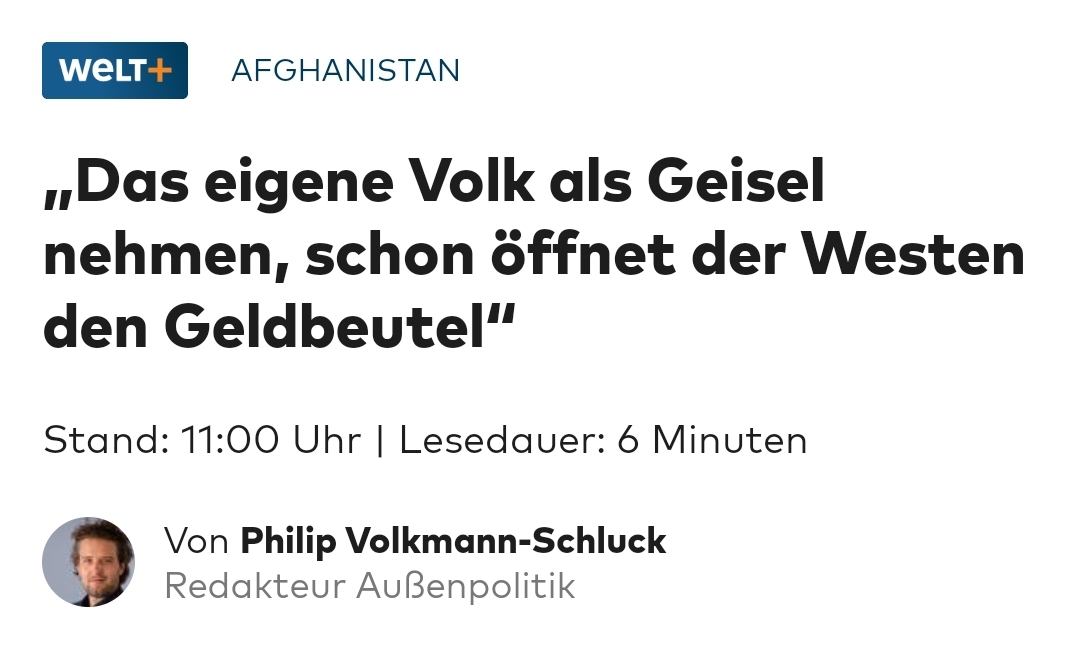 WELT+ AFGHANISTAN
„Das eigene Volk als Geisel
nehmen, schon öffnet der Westen
den Geldbeutel“
Stand: 11:00 Uhr | Lesedauer: 6 Minuten
Von Philip Volkmann-Schluck
Redakteur Außenpolitik